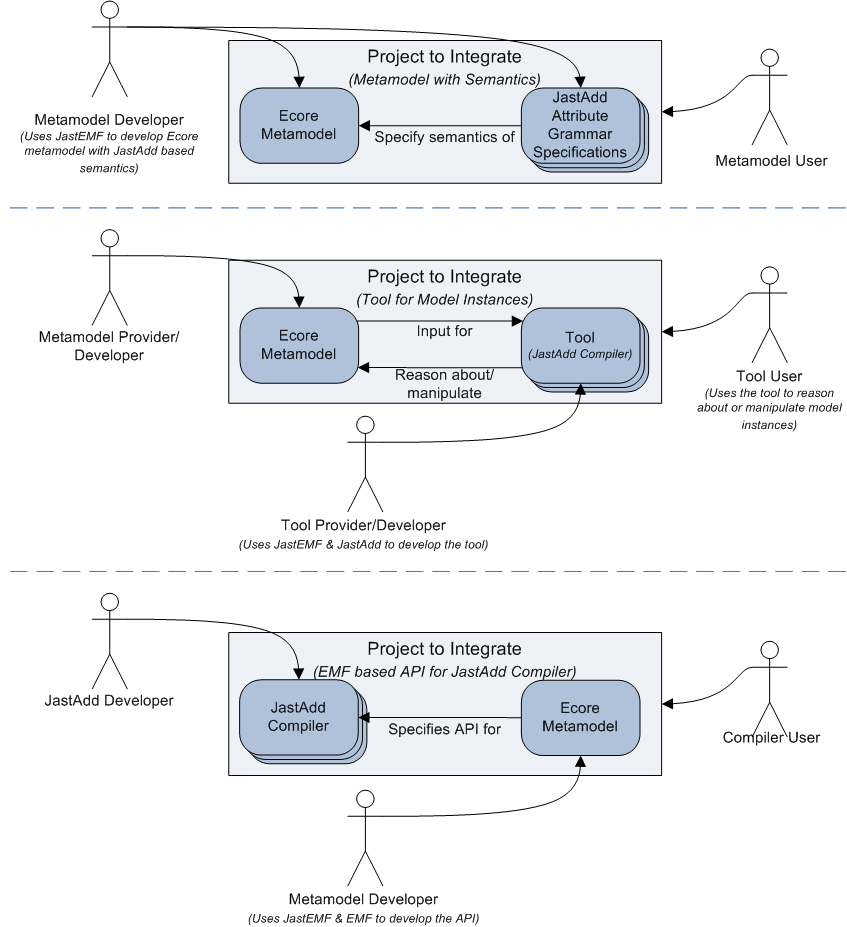 Project to Integrate
(Metamodel with Semantics)
Ecore
Metamodel
JastAdd
Attribute
Grammar
Specifications
Specify semantics of
Metamodel Developer
(Uses JastEMF to develop Ecore
metamodel with JastAdd based
semantics)
Metamodel User
Project to Integrate
(Tool for Model Instances)
Ecore
Metamodel
Input for
Tool
(JastAdd Compiler)
Reason about/
manipulate
Metamodel Provider/
Developer
Tool User
(Uses the tool to reason
about or manipulate model
instances)
Tool Provider/Developer
(Uses JastEMF & JastAdd to develop the tool)
Project to Integrate
(EMF based API for JastAdd Compiler)
JastAdd
Compiler
Specifies API for
Ecore
Metamodel
JastAdd Developer
Compiler User
Metamodel Developer
(Uses JastEMF & EMF to develop the API)